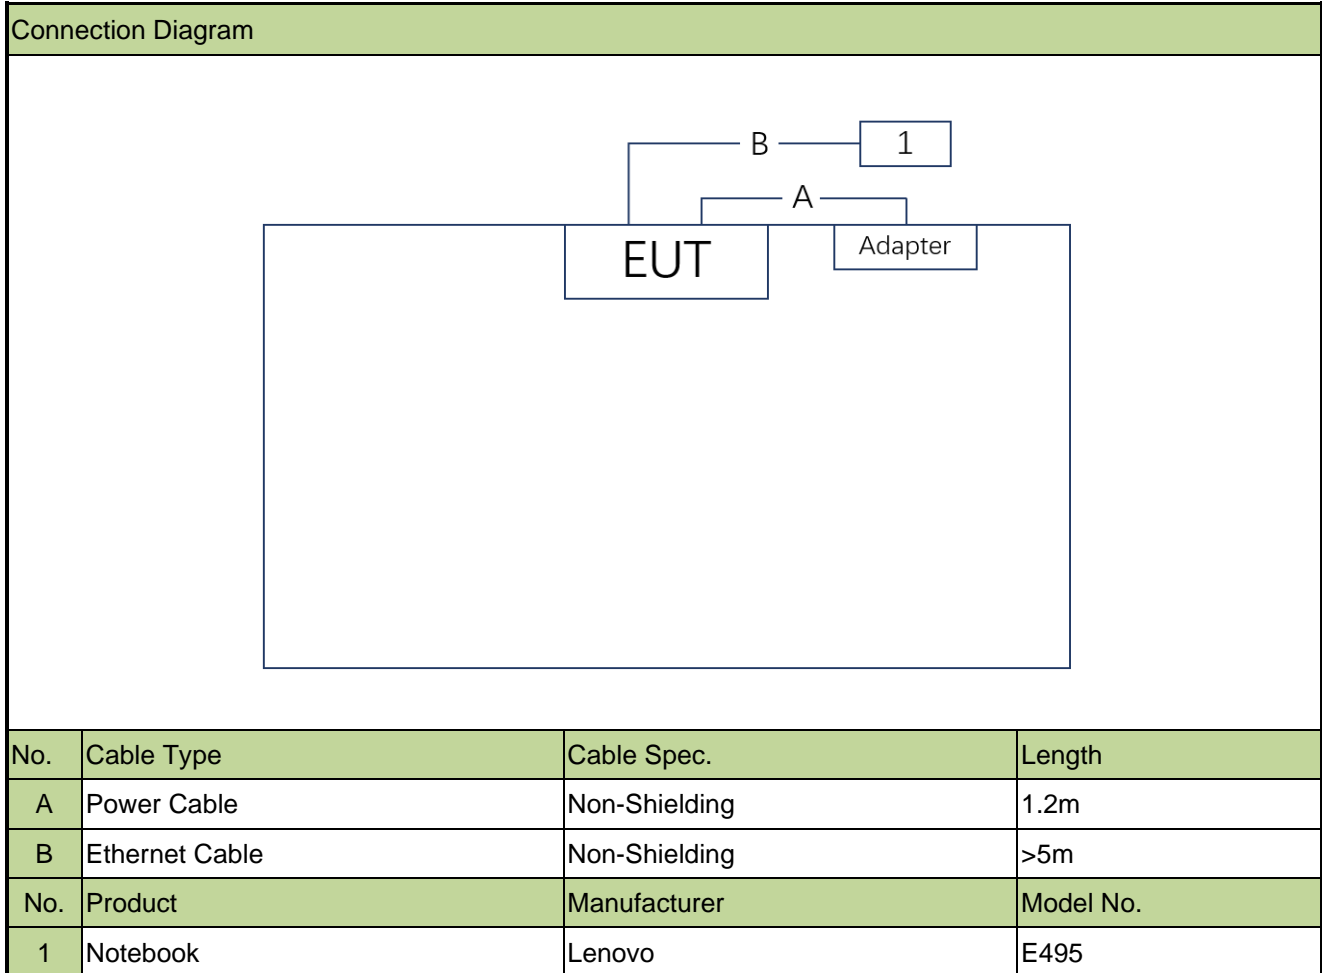 Connection Diagram
B 1
A
EUT Adapter
No. Cable Type Cable Spec. Length
A Power Cable Non-Shielding 1.2m
B Ethernet Cable Non-Shielding >5m
No. Product Manufacturer Model No.
1 Notebook Lenovo E495